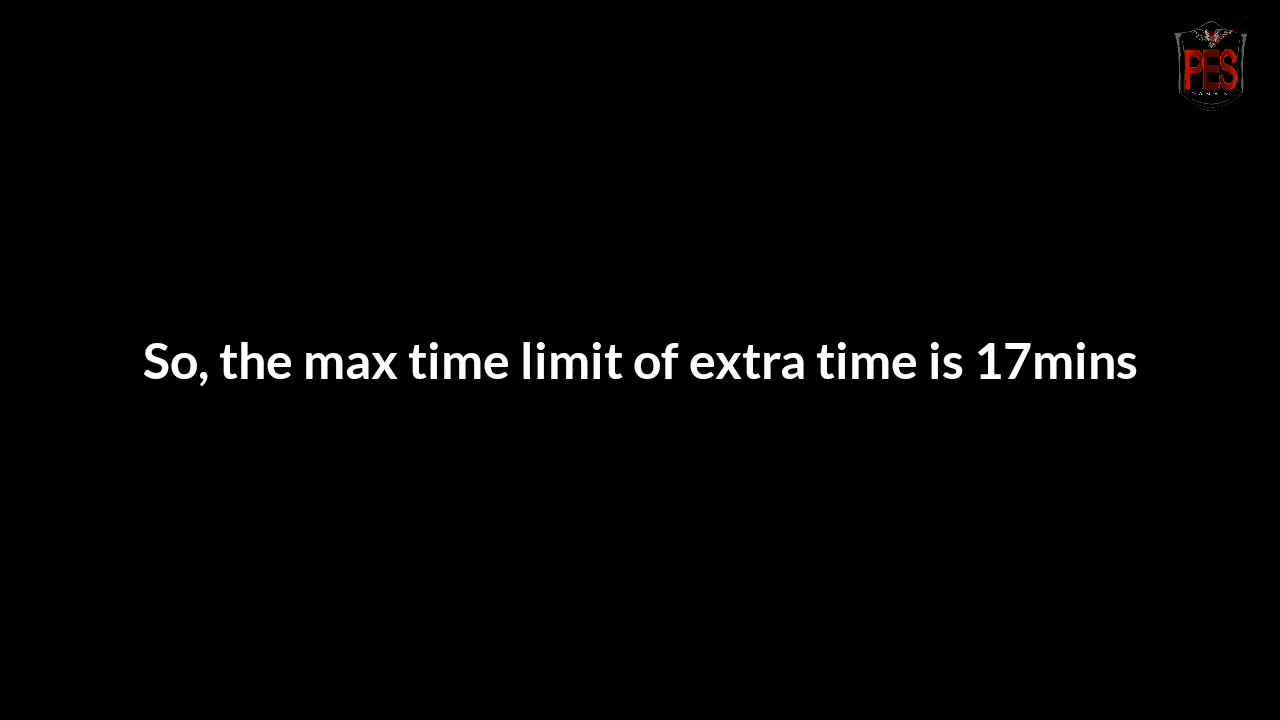 PES
So, the max time limit of extra time is 17mins